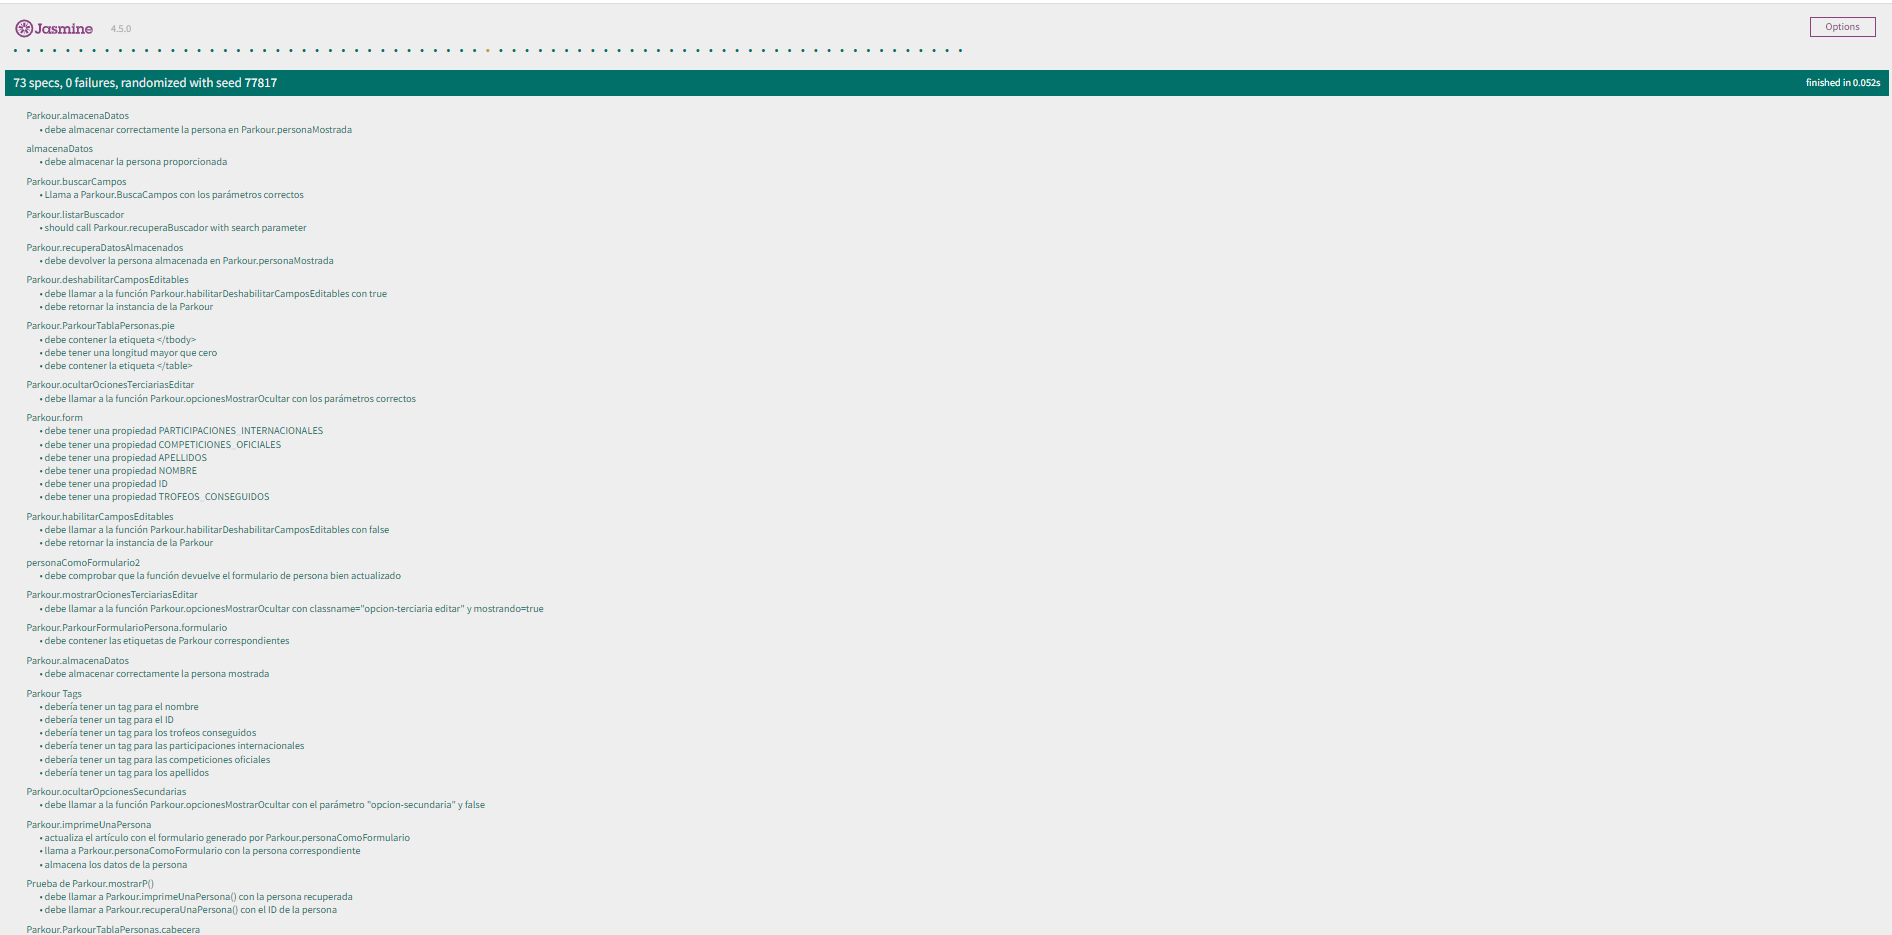 Jasmine 4.5.0
Options
73 specs, 0 failures, randomized with seed 77817
finished in 0.052s
Parkour.almacenaDatos
• debe almacenar correctamente la persona en Parkour.personaMostrada
almacenaDatos
• debe almacenar la persona proporcionada
Parkour.buscarCampos
• Llama a Parkour.BuscaCampos con los parámetros correctos
Parkour.listarBuscador
• should call Parkour.recuperaBuscador with search parameter
Parkour.recuperaDatosAlmacenados
• debe devolver la persona almacenada en Parkour.personaMostrada
Parkour.deshabilitarCamposEditables
• debe llamar a la función Parkour.habilitarDeshabilitarCamposEditables con true
• debe retornar la instancia de la Parkour
Parkour.ParkourTablaPersonas.pie
• debe contener la etiqueta </tbody>
• debe tener una longitud mayor que cero
• debe contener la etiqueta </table>
Parkour.ocultarOcionesTerciariasEditar
• debe llamar a la función Parkour.opcionesMostrarOcultar con los parámetros correctos
Parkour.form
• debe tener una propiedad PARTICIPACIONES_INTERNACIONALES
• debe tener una propiedad COMPETICIONES_OFICIALES
• debe tener una propiedad APELLIDOS
• debe tener una propiedad NOMBRE
• debe tener una propiedad ID
• debe tener una propiedad TROFEOS_CONSEGUIDOS
Parkour.habilitarCamposEditables
• debe llamar a la función Parkour.habilitarDeshabilitarCamposEditables con false
• debe retornar la instancia de la Parkour
personaComoFormulario2
• debe comprobar que la función devuelve el formulario de persona bien actualizado
Parkour.mostrarOcionesTerciariasEditar
• debe llamar a la función Parkour.opcionesMostrarOcultar con classname="opcion-terciaria editar" y mostrando=true
Parkour.ParkourFormularioPersona.formulario
• debe contener las etiquetas de Parkour correspondientes
Parkour.almacenaDatos
• debe almacenar correctamente la persona mostrada
Parkour Tags
• debería tener un tag para el nombre
• debería tener un tag para el ID
• debería tener un tag para los trofeos conseguidos
• debería tener un tag para las participaciones internacionales
• debería tener un tag para las competiciones oficiales
• debería tener un tag para los apellidos
Parkour.ocultarOpcionesSecundarias
• debe llamar a la función Parkour.opcionesMostrarOcultar con el parámetro "opcion-secundaria" y false
Parkour.imprimeUnaPersona
• actualiza el artículo con el formulario generado por Parkour.personaComoFormulario
• llama a Parkour.personaComoFormulario con la persona correspondiente
• almacena los datos de la persona
Prueba de Parkour.mostrarP()
• debe llamar a Parkour.imprimeUnaPersona() con la persona recuperada
• debe llamar a Parkour.recuperaUnaPersona() con el ID de la persona
Parkour.ParkourTablaPersonas.cabecera